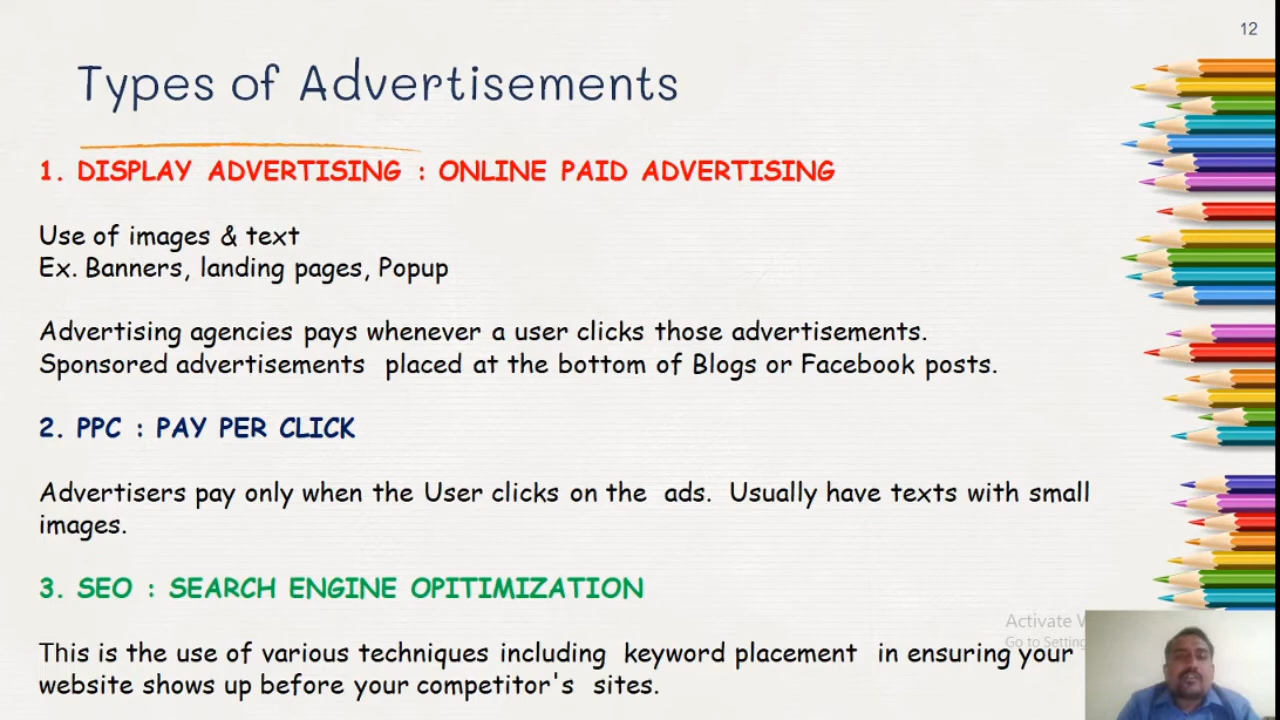 12
Types of Advertisements
1. DISPLAY ADVERTISING : ONLINE PAID ADVERTISING
Use of images & text
Ex. Banners, landing pages, Popup
Advertising agencies pays whenever a user clicks those advertisements.
Sponsored advertisements placed at the bottom of Blogs or Facebook posts.
2. PPC : PAY PER CLICK
Advertisers pay only when the User clicks on the ads. Usually have texts with small
images.
3. SEO : SEARCH ENGINE OPITIMIZATION
Activate
Go to Setting
This is the use of various techniques including keyword placement in ensuring your
website shows up before your competitor's sites.